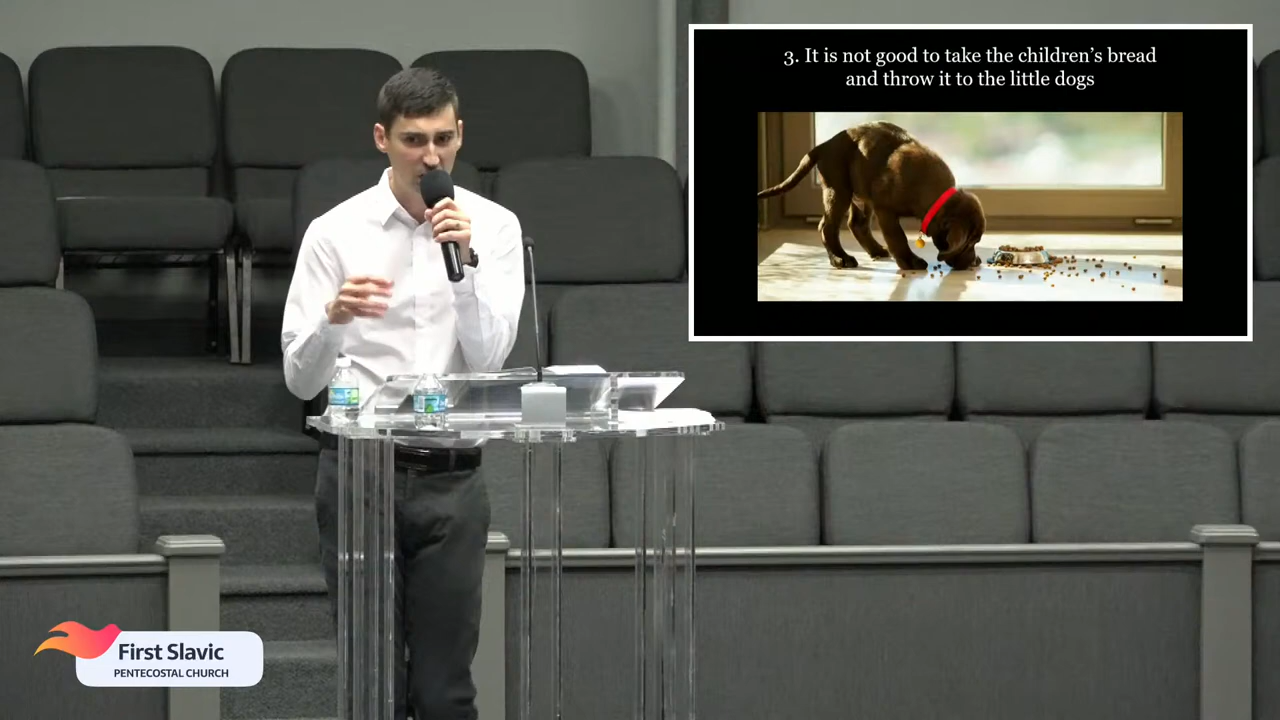 3. It is not good to take the children’s bread
and throw it to the little dogs
First Slavic
PENTECOSTAL CHURCH